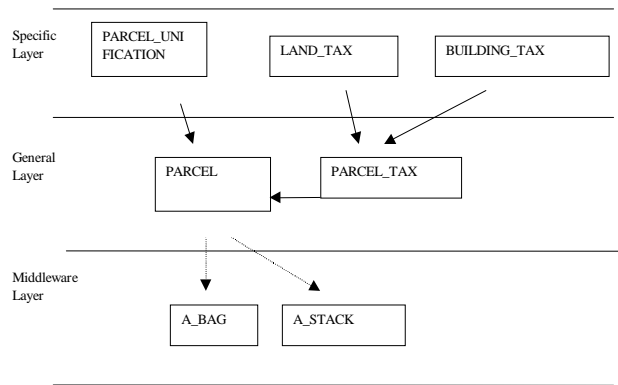 Specific
Layer
PARCEL_UNI
FICATION
LAND_TAX
BUILDING_TAX
General
Layer
PARCEL
PARCEL_TAX
Middleware
Layer
A_BAG
A_STACK